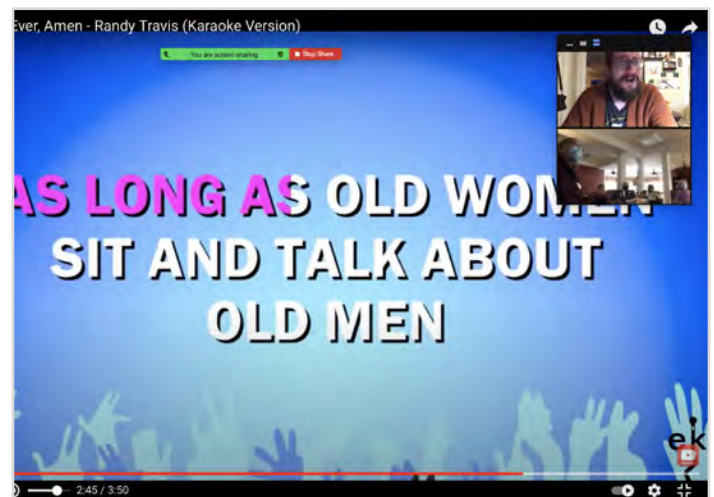 Ever, Amen - Randy Travis (Karaoke Version)
You are screen sharing Stop Share
AS LONG AS OLD WOMEN
SIT AND TALK ABOUT
OLD MEN
ek
2:45 / 3:50